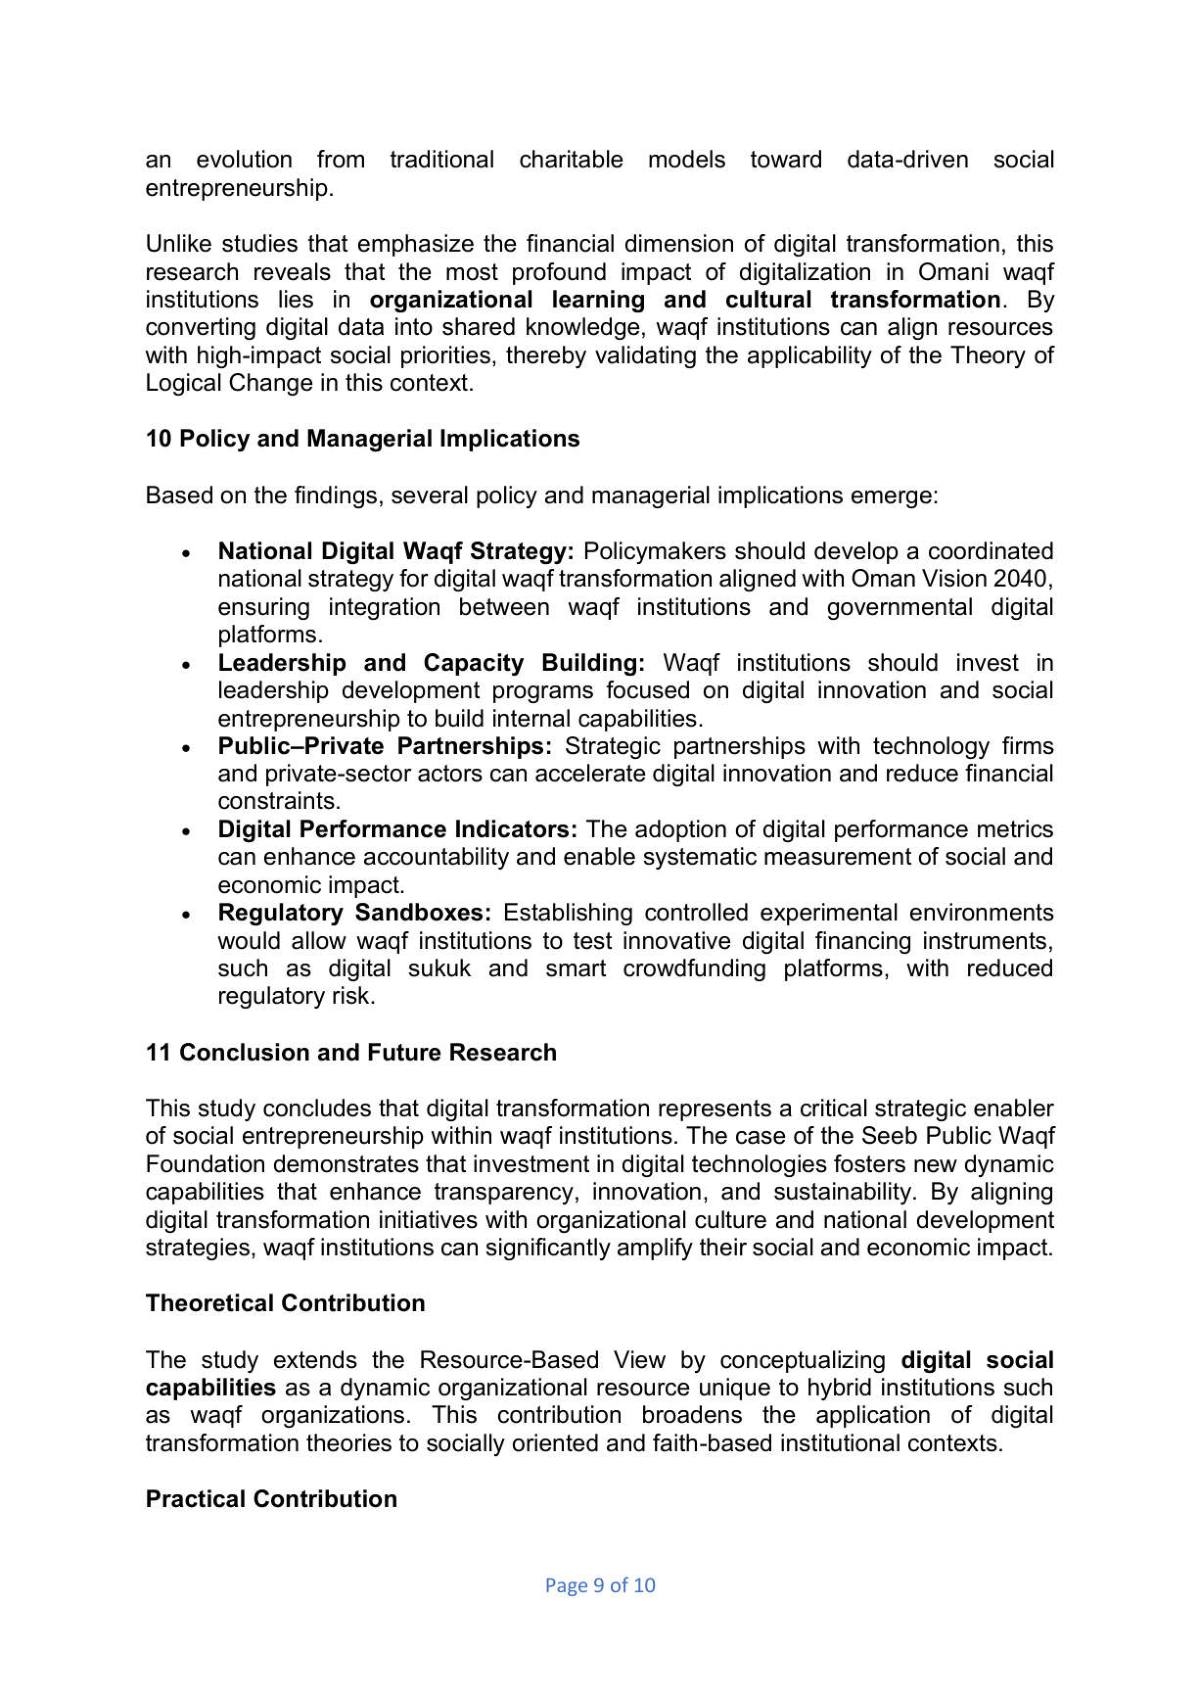 an evolution from traditional charitable models toward data-driven social
entrepreneurship.
Unlike studies that emphasize the financial dimension of digital transformation, this
research reveals that the most profound impact of digitalization in Omani waqf
institutions lies in organizational learning and cultural transformation. By
converting digital data into shared knowledge, waqf institutions can align resources
with high-impact social priorities, thereby validating the applicability of the Theory of
Logical Change in this context.
10 Policy and Managerial Implications
Based on the findings, several policy and managerial implications emerge:
• National Digital Waqf Strategy: Policymakers should develop a coordinated
national strategy for digital waqf transformation aligned with Oman Vision 2040,
ensuring integration between waqf institutions and governmental digital
platforms.
• Leadership and Capacity Building: Waqf institutions should invest in
leadership development programs focused on digital innovation and social
entrepreneurship to build internal capabilities.
• Public–Private Partnerships: Strategic partnerships with technology firms
and private-sector actors can accelerate digital innovation and reduce financial
constraints.
• Digital Performance Indicators: The adoption of digital performance metrics
can enhance accountability and enable systematic measurement of social and
economic impact.
• Regulatory Sandboxes: Establishing controlled experimental environments
would allow waqf institutions to test innovative digital financing instruments,
such as digital sukuk and smart crowdfunding platforms, with reduced
regulatory risk.
11 Conclusion and Future Research
This study concludes that digital transformation represents a critical strategic enabler
of social entrepreneurship within waqf institutions. The case of the Seeb Public Waqf
Foundation demonstrates that investment in digital technologies fosters new dynamic
capabilities that enhance transparency, innovation, and sustainability. By aligning
digital transformation initiatives with organizational culture and national development
strategies, waqf institutions can significantly amplify their social and economic impact.
Theoretical Contribution
The study extends the Resource-Based View by conceptualizing digital social
capabilities as a dynamic organizational resource unique to hybrid institutions such
as waqf organizations. This contribution broadens the application of digital
transformation theories to socially oriented and faith-based institutional contexts.
Practical Contribution
Page 9 of 10